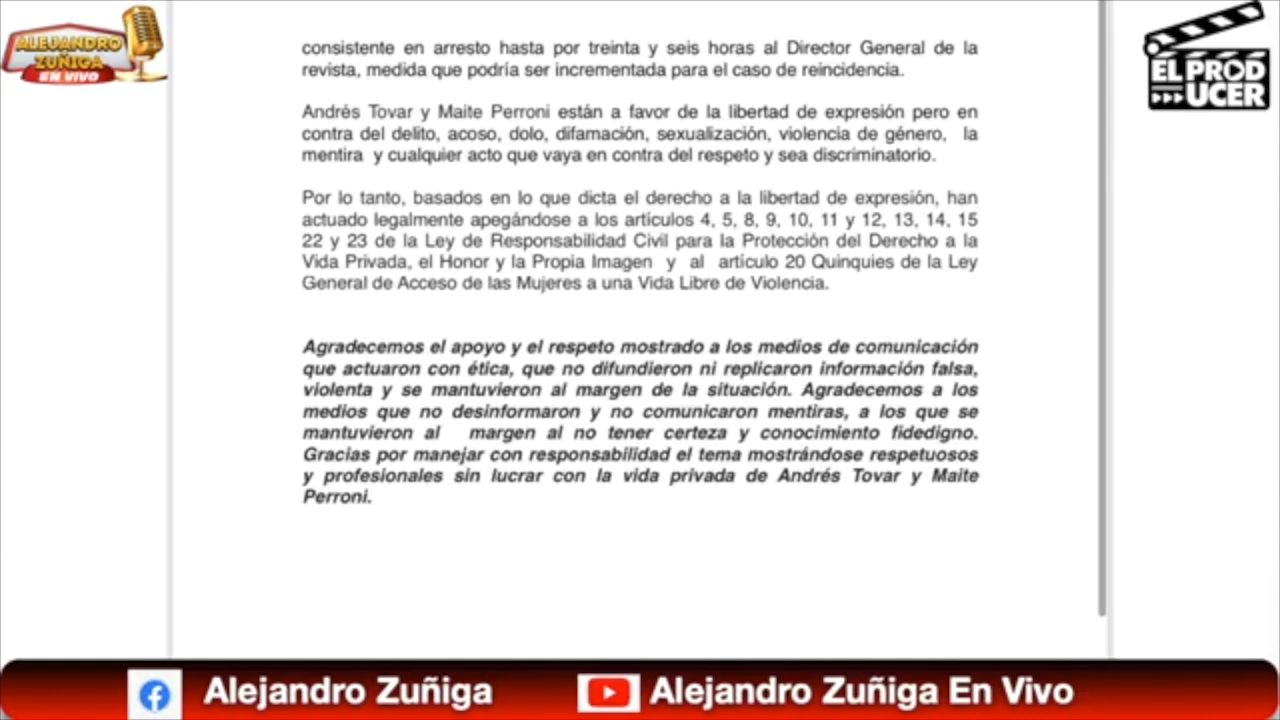 ALEJANDRO
ZUÑIGA
EN VIVO
EL PROD
UCER
consistente en arresto hasta por treinta y seis horas al Director General de la
revista, medida que podría ser incrementada para el caso de reincidencia.
Andrés Tovar y Maite Perroni están a favor de la libertad de expresión pero en
contra del delito, acoso, dolo, difamación, sexualización, violencia de género, la
mentira y cualquier acto que vaya en contra del respeto y sea discriminatorio.
Por lo tanto, basados en lo que dicta el derecho a la libertad de expresión, han
actuado legalmente apegándose a los artículos 4, 5, 8, 9, 10, 11 y 12, 13, 14, 15
22 y 23 de la Ley de Responsabilidad Civil para la Protección del Derecho a la
Vida Privada, el Honor y la Propia Imagen y al artículo 20 Quinquies de la Ley
General de Acceso de las Mujeres a una Vida Libre de Violencia.
Agradecemos el apoyo y el respeto mostrado a los medios de comunicación
que actuaron con ética, que no difundieron ni replicaron información falsa,
violenta y se mantuvieron al margen de la situación. Agradecemos a los
medios que no desinformaron y no comunicaron mentiras, a los que se
mantuvieron al margen al no tener certeza y conocimiento fidedigno.
Gracias por manejar con responsabilidad el tema mostrándose respetuosos
y profesionales sin lucrar con la vida privada de Andrés Tovar y Maite
Perroni.
Alejandro Zuñiga
Alejandro Zuñiga En Vivo